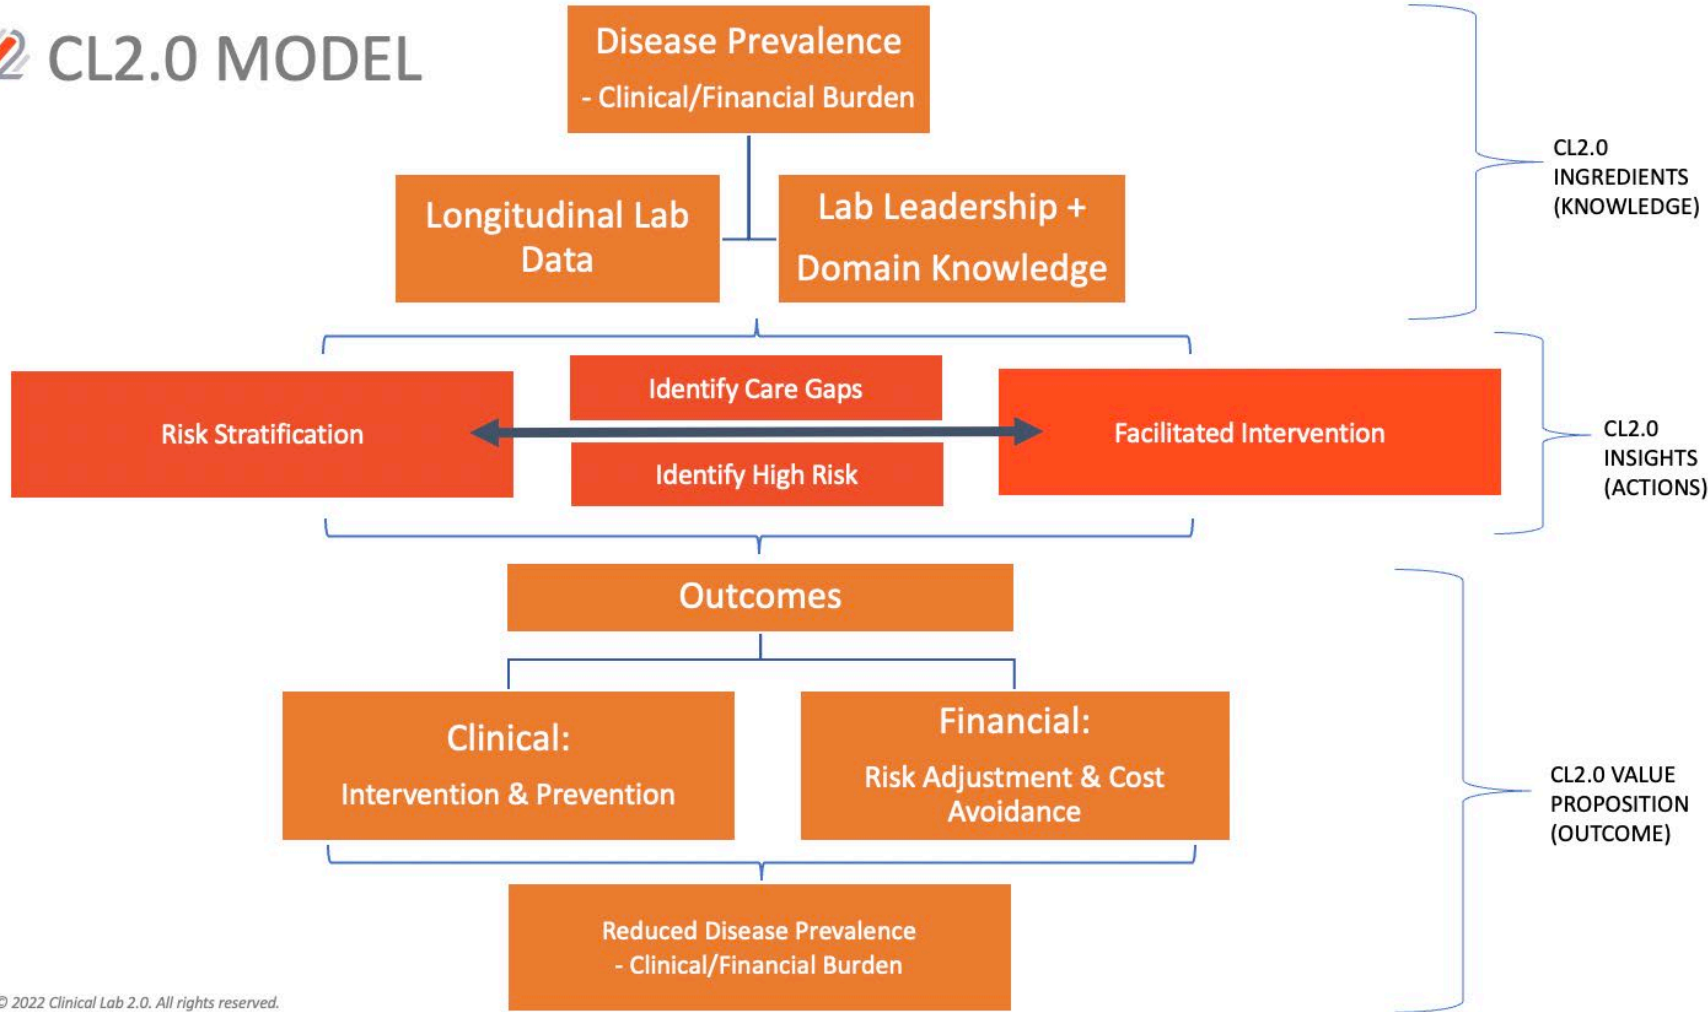 CL2.0 MODEL
Disease Prevalence
- Clinical/Financial Burden
Longitudinal Lab
Data
Lab Leadership +
Domain Knowledge
CL2.0
INGREDIENTS
(KNOWLEDGE)
Risk Stratification
Identify Care Gaps
Identify High Risk
Facilitated Intervention
CL2.0
INSIGHTS
(ACTIONS)
Outcomes
Clinical:
Intervention & Prevention
Financial:
Risk Adjustment & Cost
Avoidance
CL2.0 VALUE
PROPOSITION
(OUTCOME)
Reduced Disease Prevalence
- Clinical/Financial Burden
© 2022 Clinical Lab 2.0. All rights reserved.